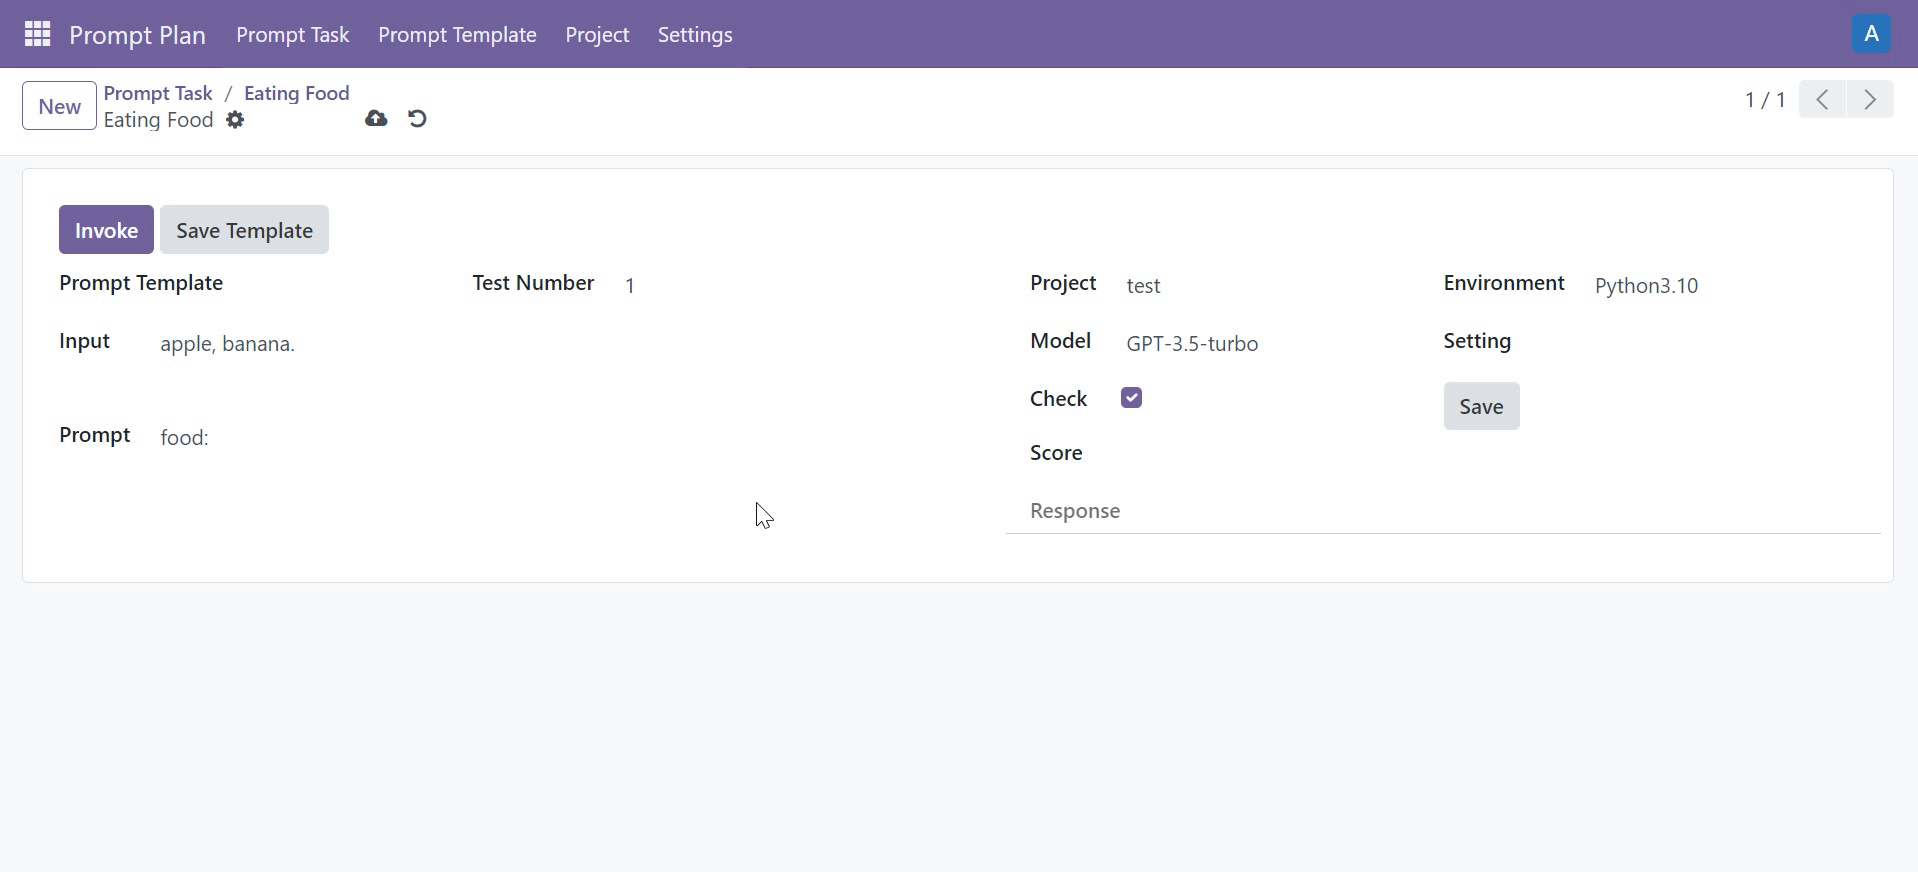 Prompt Plan Prompt Task Prompt Template Project Settings A
New Prompt Task / Eating Food
Eating Food
1 / 1
Invoke Save Template
Prompt Template Test Number 1
Input apple, banana.
Prompt food:
Project test Environment Python3.10
Model GPT-3.5-turbo Setting
Check Save
Score
Response